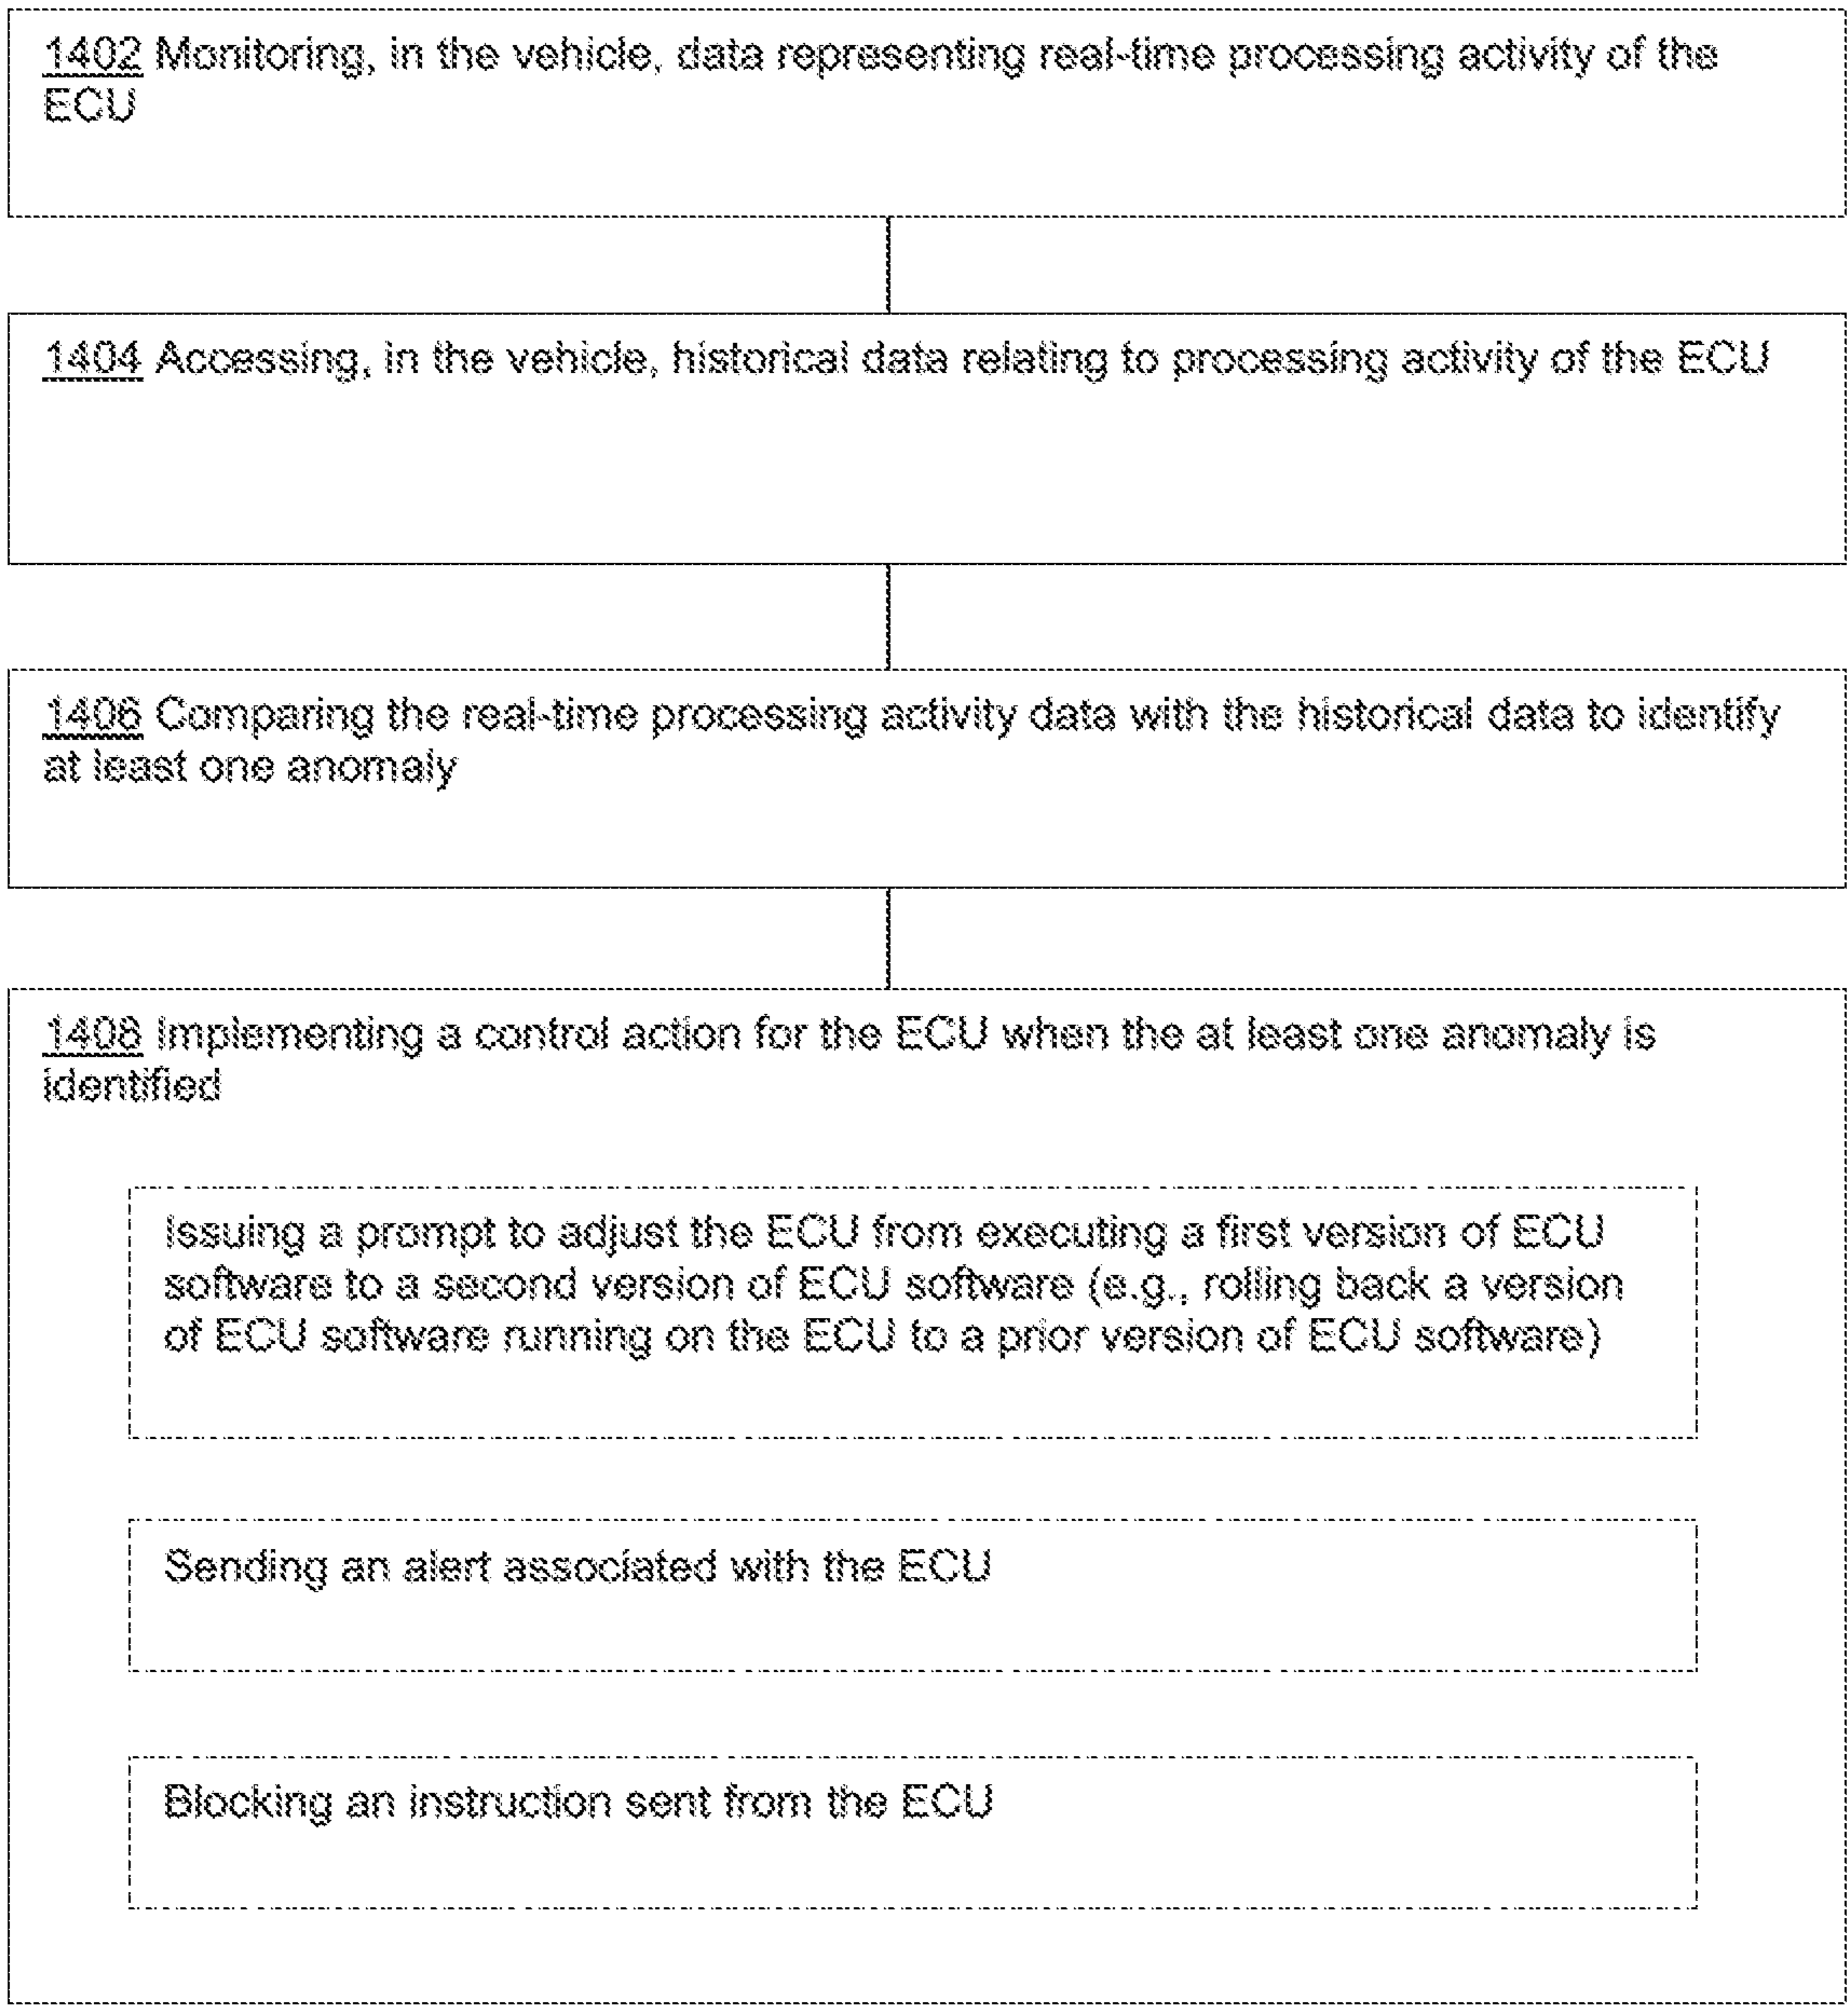 1402 Monitoring, in the vehicle, data representing real-time processing activity of the
ECU
1404 Accessing, in the vehicle, historical data relating to processing activity of the ECU
1406 Comparing the real-time processing activity data with the historical data to identify
at least one anomaly
1408 Implementing a control action for the ECU when the at least one anomaly is
identified
Issuing a prompt to adjust the ECU from executing a first version of ECU
software to a second version of ECU software (e.g., rolling back a version
of ECU software running on the ECU to a prior version of ECU software)
Sending an alert associated with the ECU
Blocking an instruction sent from the ECU